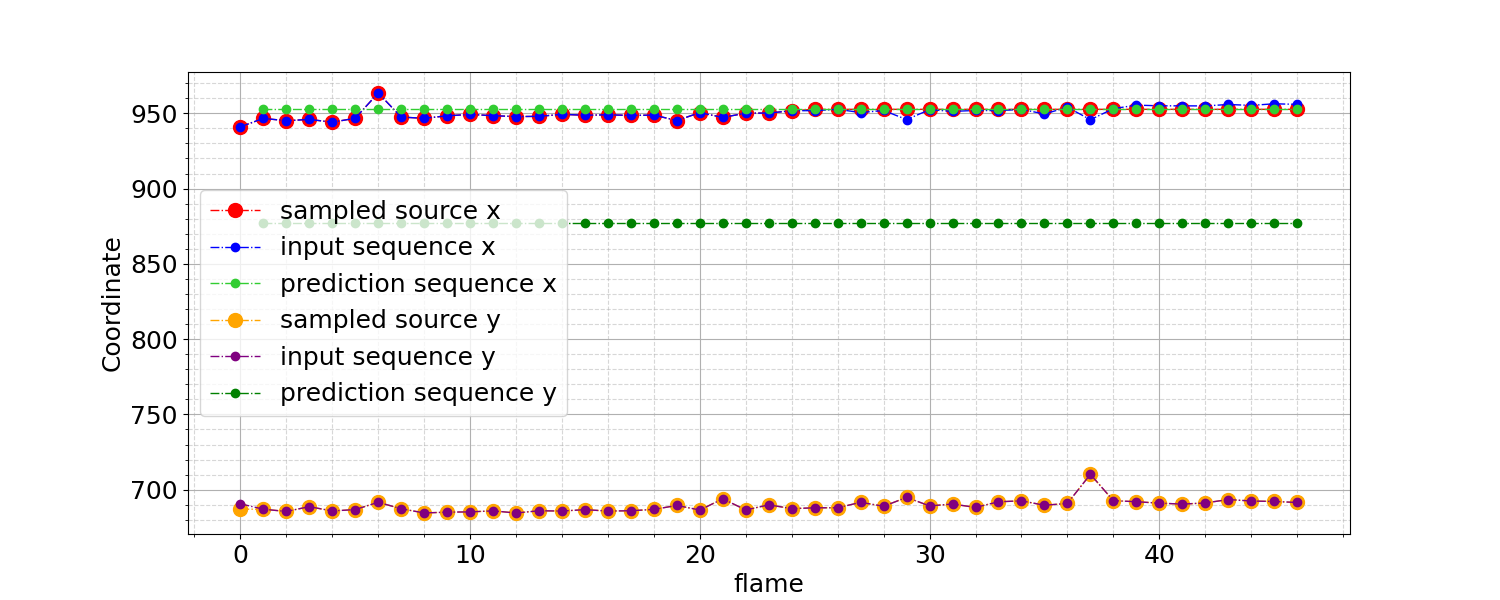 950
900
850
800
750
700
Coordinate
sampled source x
input sequence x
prediction sequence x
sampled source y
input sequence y
prediction sequence y
0 10 20 30 40
flame